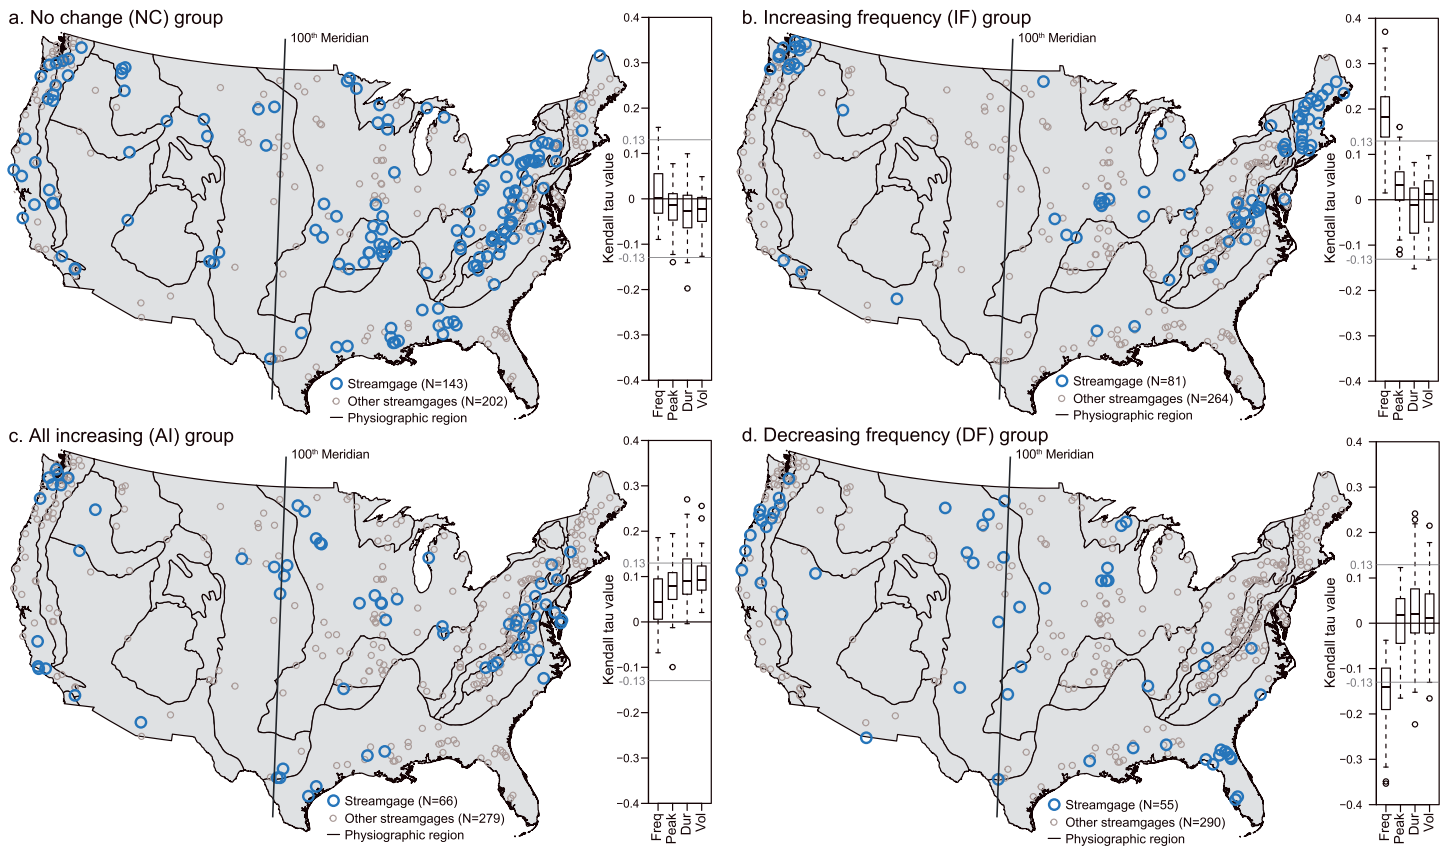 a. No change (NC) group
100th Meridian
Streamgage (N=143)
Other streamgages (N=202)
Physiographic region
Kendall tau value
0.4
0.3
0.2
0.13
0.1
0
−0.1
-0.13
−0.2
−0.3
−0.4
Freq
Peak
Dur
Vol
b. Increasing frequency (IF) group
100th Meridian
Streamgage (N=81)
Other streamgages (N=264)
Physiographic region
Kendall tau value
0.4
0.3
0.2
0.13
0.1
0
−0.1
-0.13
−0.2
−0.3
−0.4
Freq
Peak
Dur
Vol
c. All increasing (AI) group
100th Meridian
Streamgage (N=66)
Other streamgages (N=279)
Physiographic region
Kendall tau value
0.4
0.3
0.2
0.13
0.1
0
−0.1
-0.13
−0.2
−0.3
−0.4
Freq
Peak
Dur
Vol
d. Decreasing frequency (DF) group
100th Meridian
Streamgage (N=55)
Other streamgages (N=290)
Physiographic region
Kendall tau value
0.4
0.3
0.2
0.13
0.1
0
−0.1
-0.13
−0.2
−0.3
−0.4
Freq
Peak
Dur
Vol